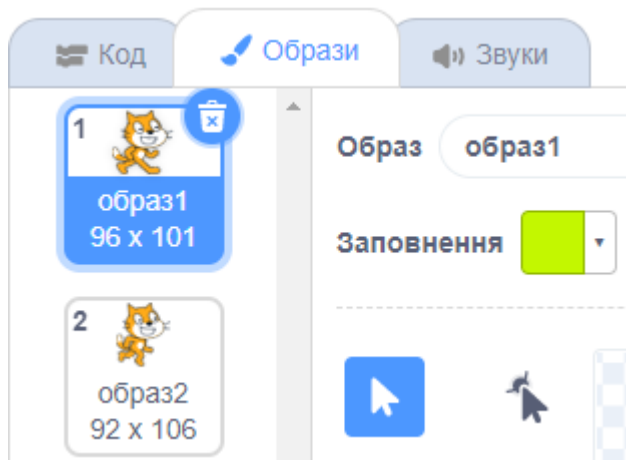 Код
Образи
Звуки
1
образ1
96 x 101
2
образ2
92 x 106
Образ
образ1
Заповнення